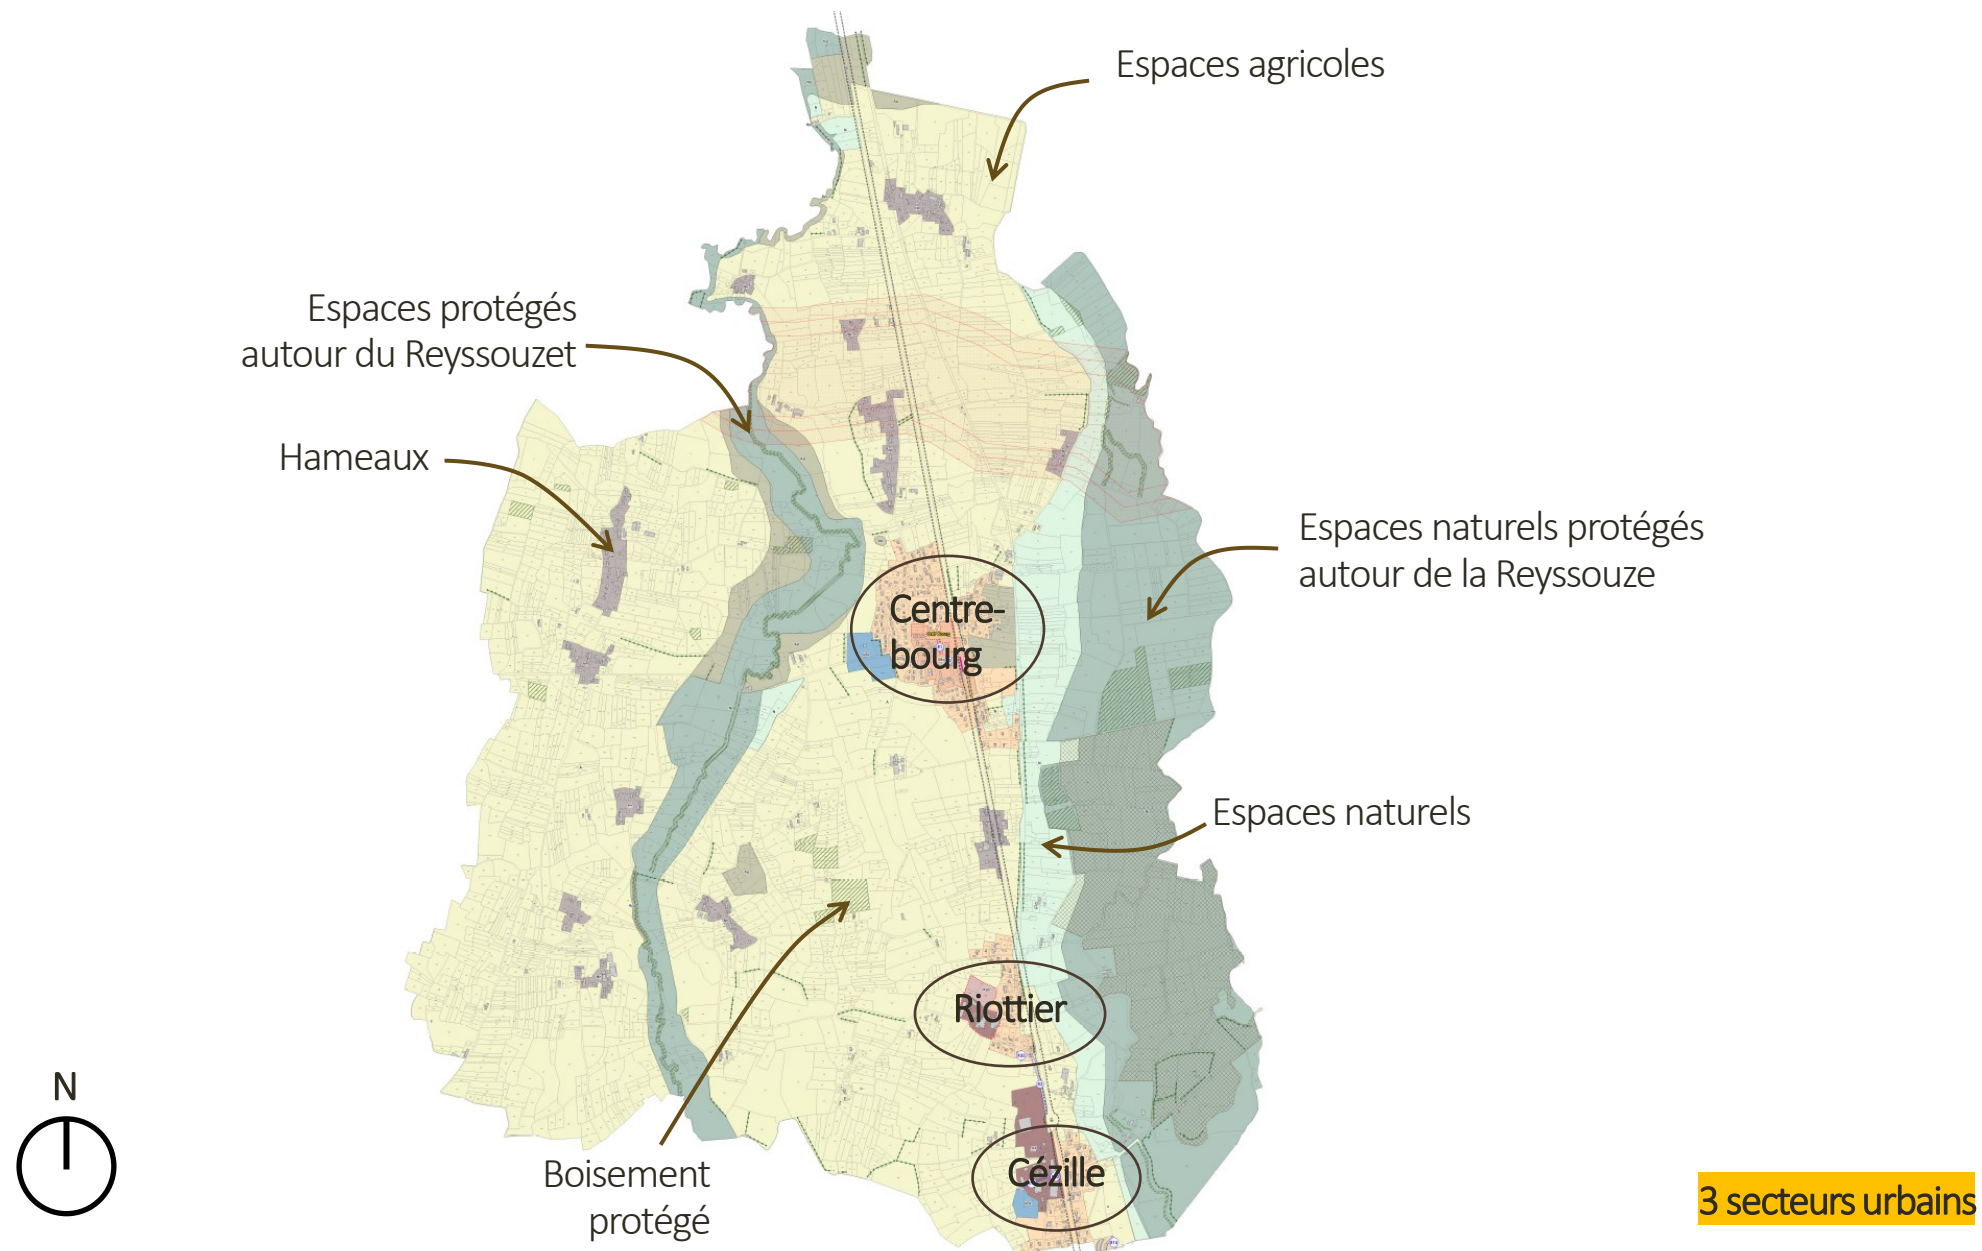 Espaces agricoles
Espaces protégés
autour du Reyssouzet
Hameaux
Espaces naturels protégés
autour de la Reyssouze
Centre-
bourg
Espaces naturels
Riottier
N
Cézille
Boisement
protégé
3 secteurs urbains